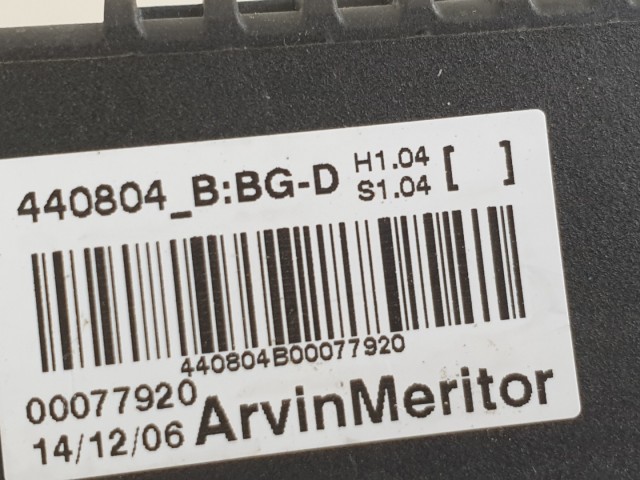 440804_B:BG-D H1.04 [ ]
S1.04
440804B00077920
00077920
14/12/06 ArvinMeritor